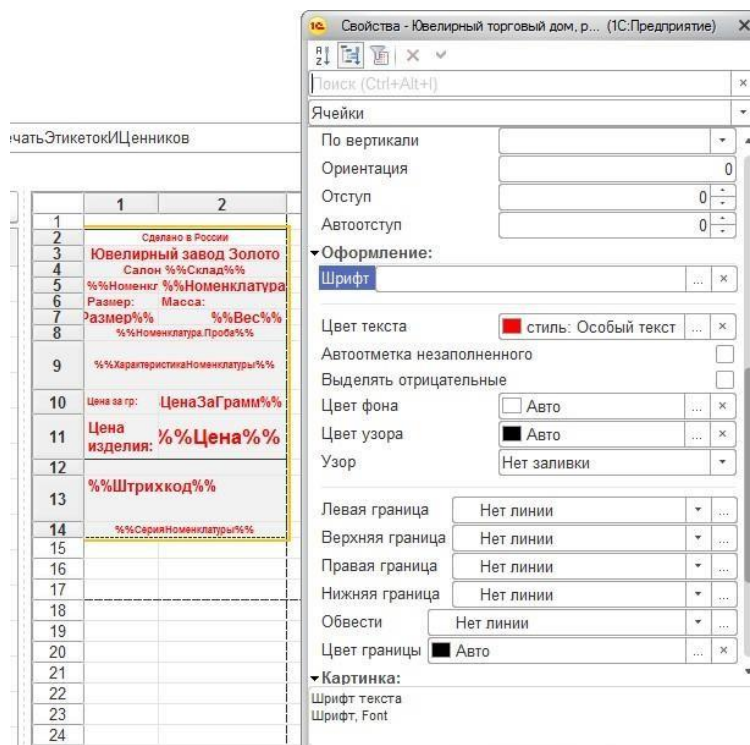 Свойства - Ювелирный торговый дом, р... (1С:Предприятие)
Поиск (Ctrl+Alt+I)
Ячейки
чатьЭтикетокИЦенников
По вертикали
Ориентация 0
Отступ 0
Автоотступ 0
Оформление:
Шрифт ... ×
Цвет текста стиль: Особый текст ... ×
Автоотметка незаполненного
Выделять отрицательные
Цвет фона Авто ... ×
Цвет узора Авто ... ×
Узор Нет заливки
Левая граница Нет линии ...
Верхняя граница Нет линии ...
Правая граница Нет линии ...
Нижняя граница Нет линии ...
Обвести Нет линии ...
Цвет границы Авто ... ×
Картинка:
Шрифт текста
Шрифт, Font
1 2
1
2 Сделано в России
3 Ювелирный завод Золото
4 Салон %%Склад%%
5 %%Номенкл %%Номенклатура
6 Размер: Масса:
7 Размер%% %%Вес%%
8 %%Номенклатура.Проба%%
9 %%ХарактеристикаНоменклатуры%%
10 Цена за гр: ЦенаЗаГрамм%%
11 Цена изделия: %%Цена%%
12
13 %%Штрихкод%%
14 %%СерияНоменклатуры%%
15
16
17
18
19
20
21
22
23
24